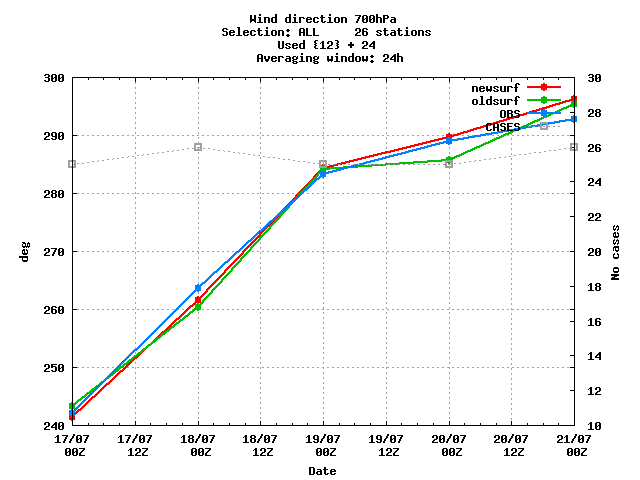 Wind direction 700hPa
Selection: ALL     26 stations
Used {12} + 24
Averaging window: 24h
300 30
newsurf
oldsurf
OBS
CASES
28
290
26
280 24
22
deg
No cases
270 20
18
260
16
14
250
12
240 10
17/07 17/07 18/07 18/07 19/07 19/07 20/07 20/07 21/07
00Z 12Z 00Z 12Z 00Z 12Z 00Z 12Z 00Z
Date